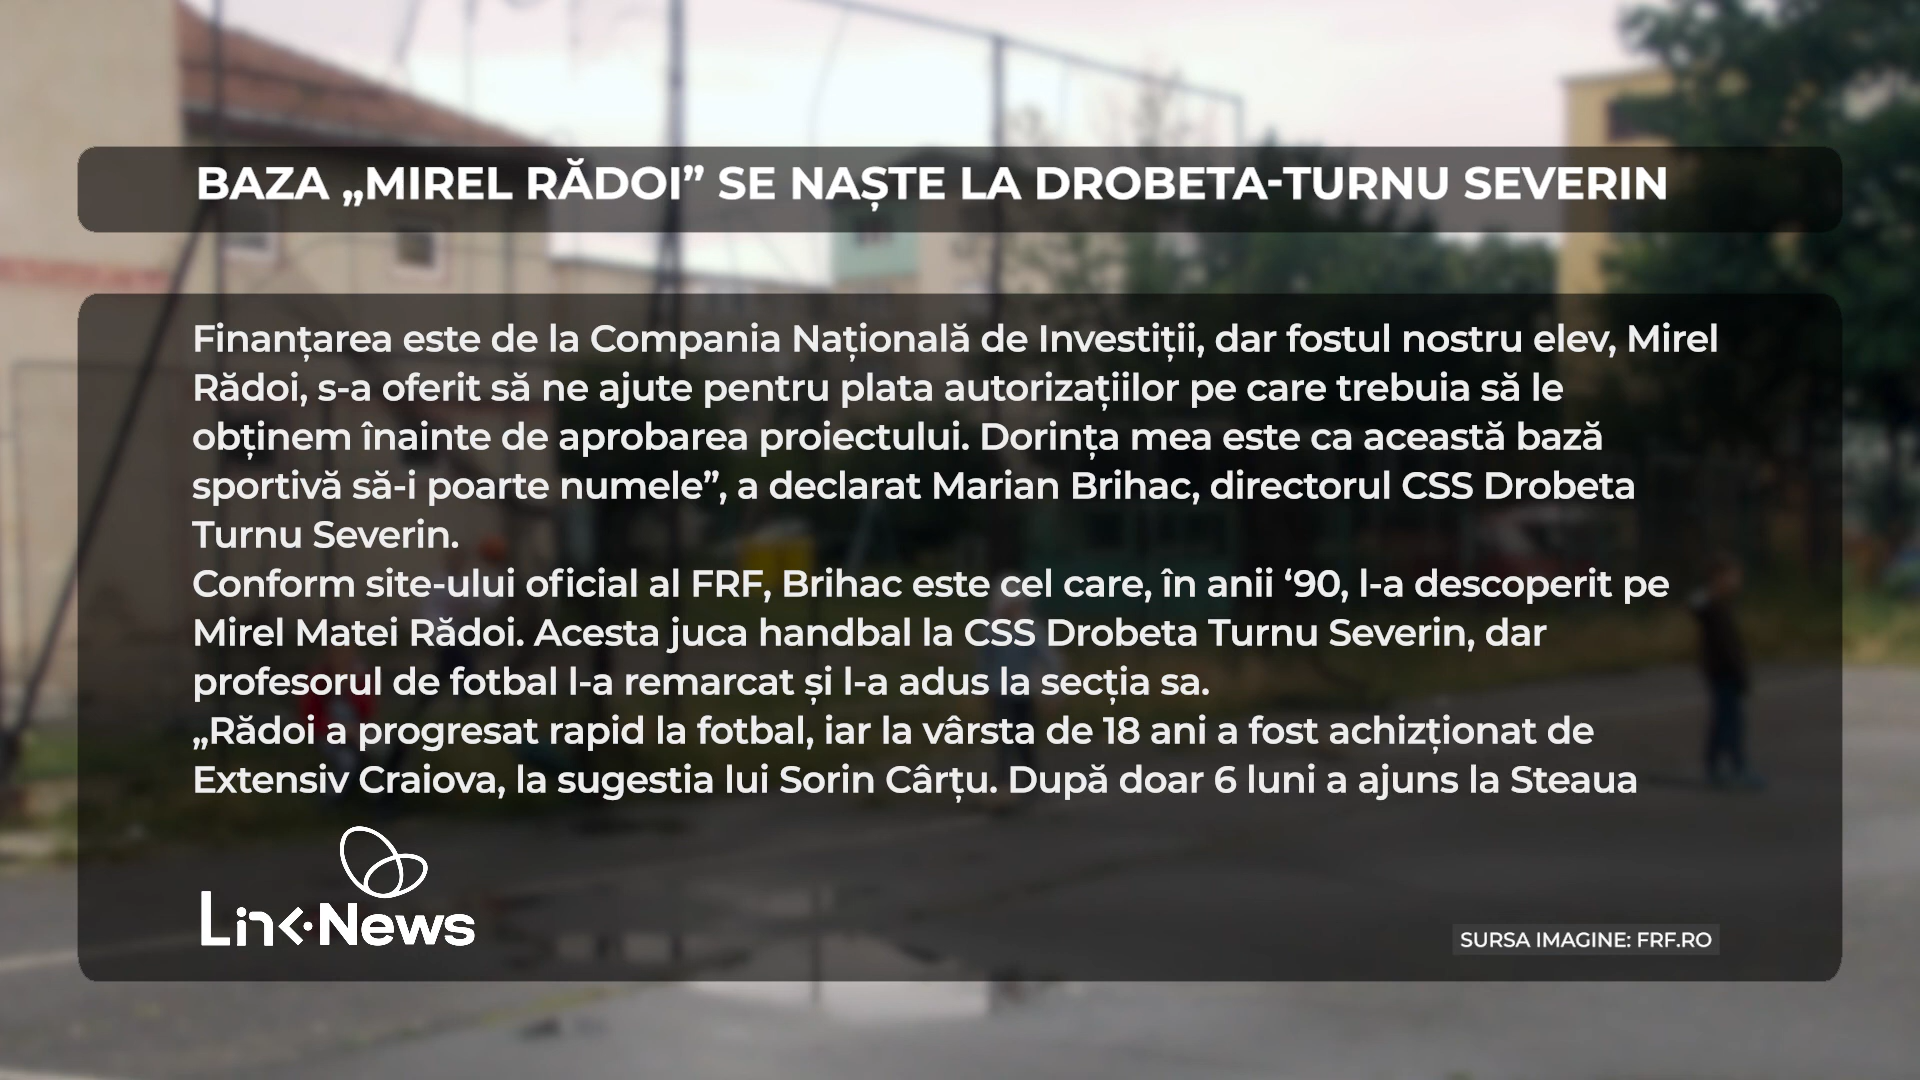 BAZA „MIREL RĂDOI” SE NAȘTE LA DROBETA-TURNU SEVERIN
Finanțarea este de la Compania Națională de Investiții, dar fostul nostru elev, Mirel
Rădoi, s-a oferit să ne ajute pentru plata autorizațiilor pe care trebuia să le
obținem înainte de aprobarea proiectului. Dorința mea este ca această bază
sportivă să-i poarte numele”, a declarat Marian Brihac, directorul CSS Drobeta
Turnu Severin.
Conform site-ului oficial al FRF, Brihac este cel care, în anii ‘90, l-a descoperit pe
Mirel Matei Rădoi. Acesta juca handbal la CSS Drobeta Turnu Severin, dar
profesorul de fotbal l-a remarcat și l-a adus la secția sa.
„Rădoi a progresat rapid la fotbal, iar la vârsta de 18 ani a fost achizționat de
Extensiv Craiova, la sugestia lui Sorin Cârțu. După doar 6 luni a ajuns la Steaua
Link News
SURSA IMAGINE: FRF.RO